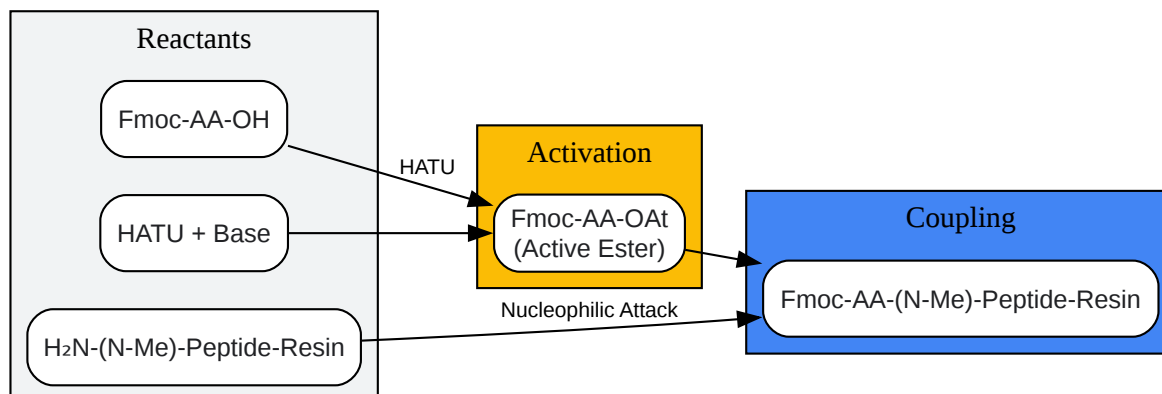 Reactants
Fmoc-AA-OH
HATU + Base
H₂N-(N-Me)-Peptide-Resin
HATU
Activation
Fmoc-AA-OAt
(Active Ester)
Nucleophilic Attack
Coupling
Fmoc-AA-(N-Me)-Peptide-Resin